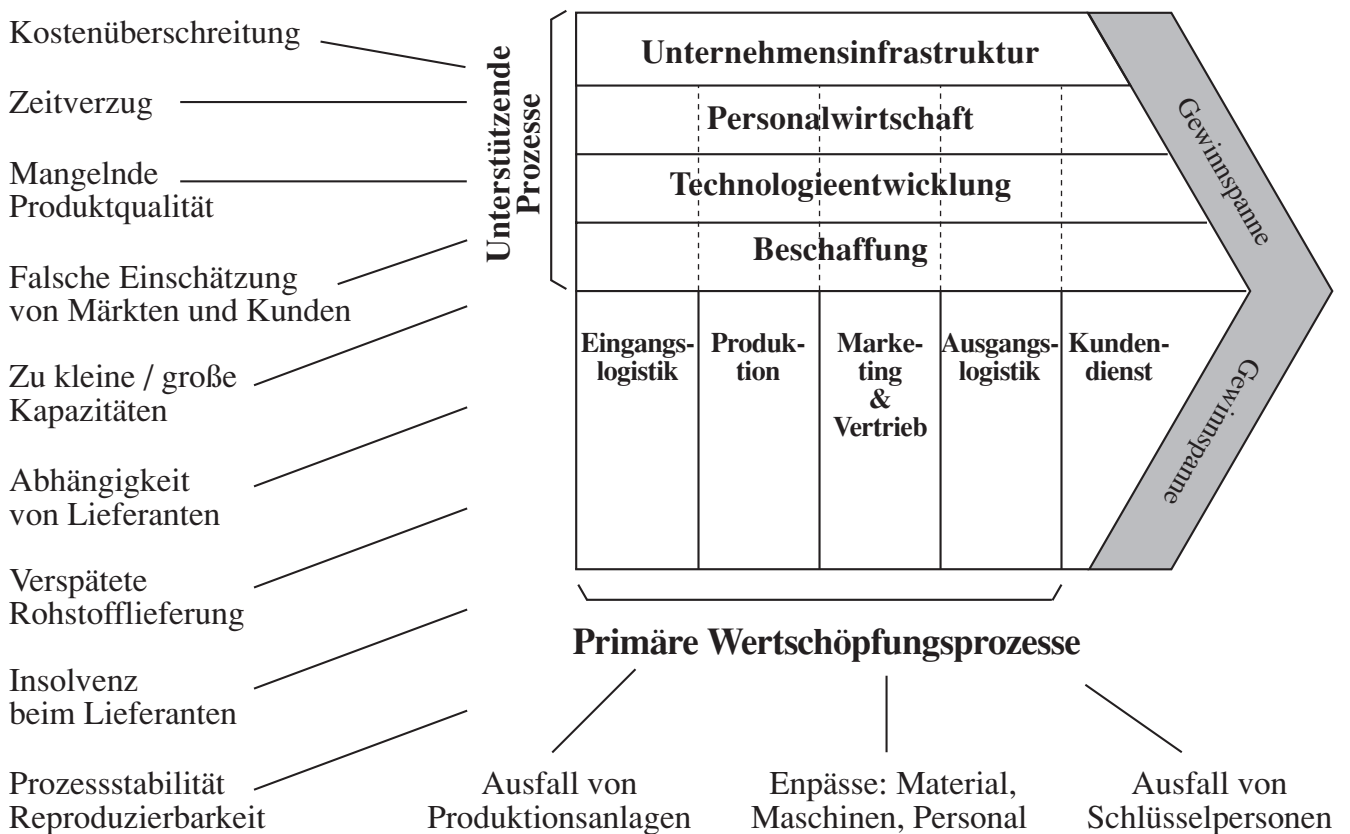 Kostenüberschreitung
Zeitverzug
Mangelnde
Produktqualität
Falsche Einschätzung
von Märkten und Kunden
Zu kleine / große
Kapazitäten
Abhängigkeit
von Lieferanten
Verspätete
Rohstofflieferung
Insolvenz
beim Lieferanten
Prozessstabilität
Reproduzierbarkeit
Unterstützende
Prozesse
Unternehmensinfrastruktur
Personalwirtschaft
Technologieentwicklung
Beschaffung
Eingangs-
logistik
Produk-
tion
Marke-
ting
&
Vertrieb
Ausgangs-
logistik
Kunden-
dienst
Gewinnspanne
Gewinnspanne
Primäre Wertschöpfungsprozesse
Ausfall von
Produktionsanlagen
Enpässe: Material,
Maschinen, Personal
Ausfall von
Schlüsselpersonen